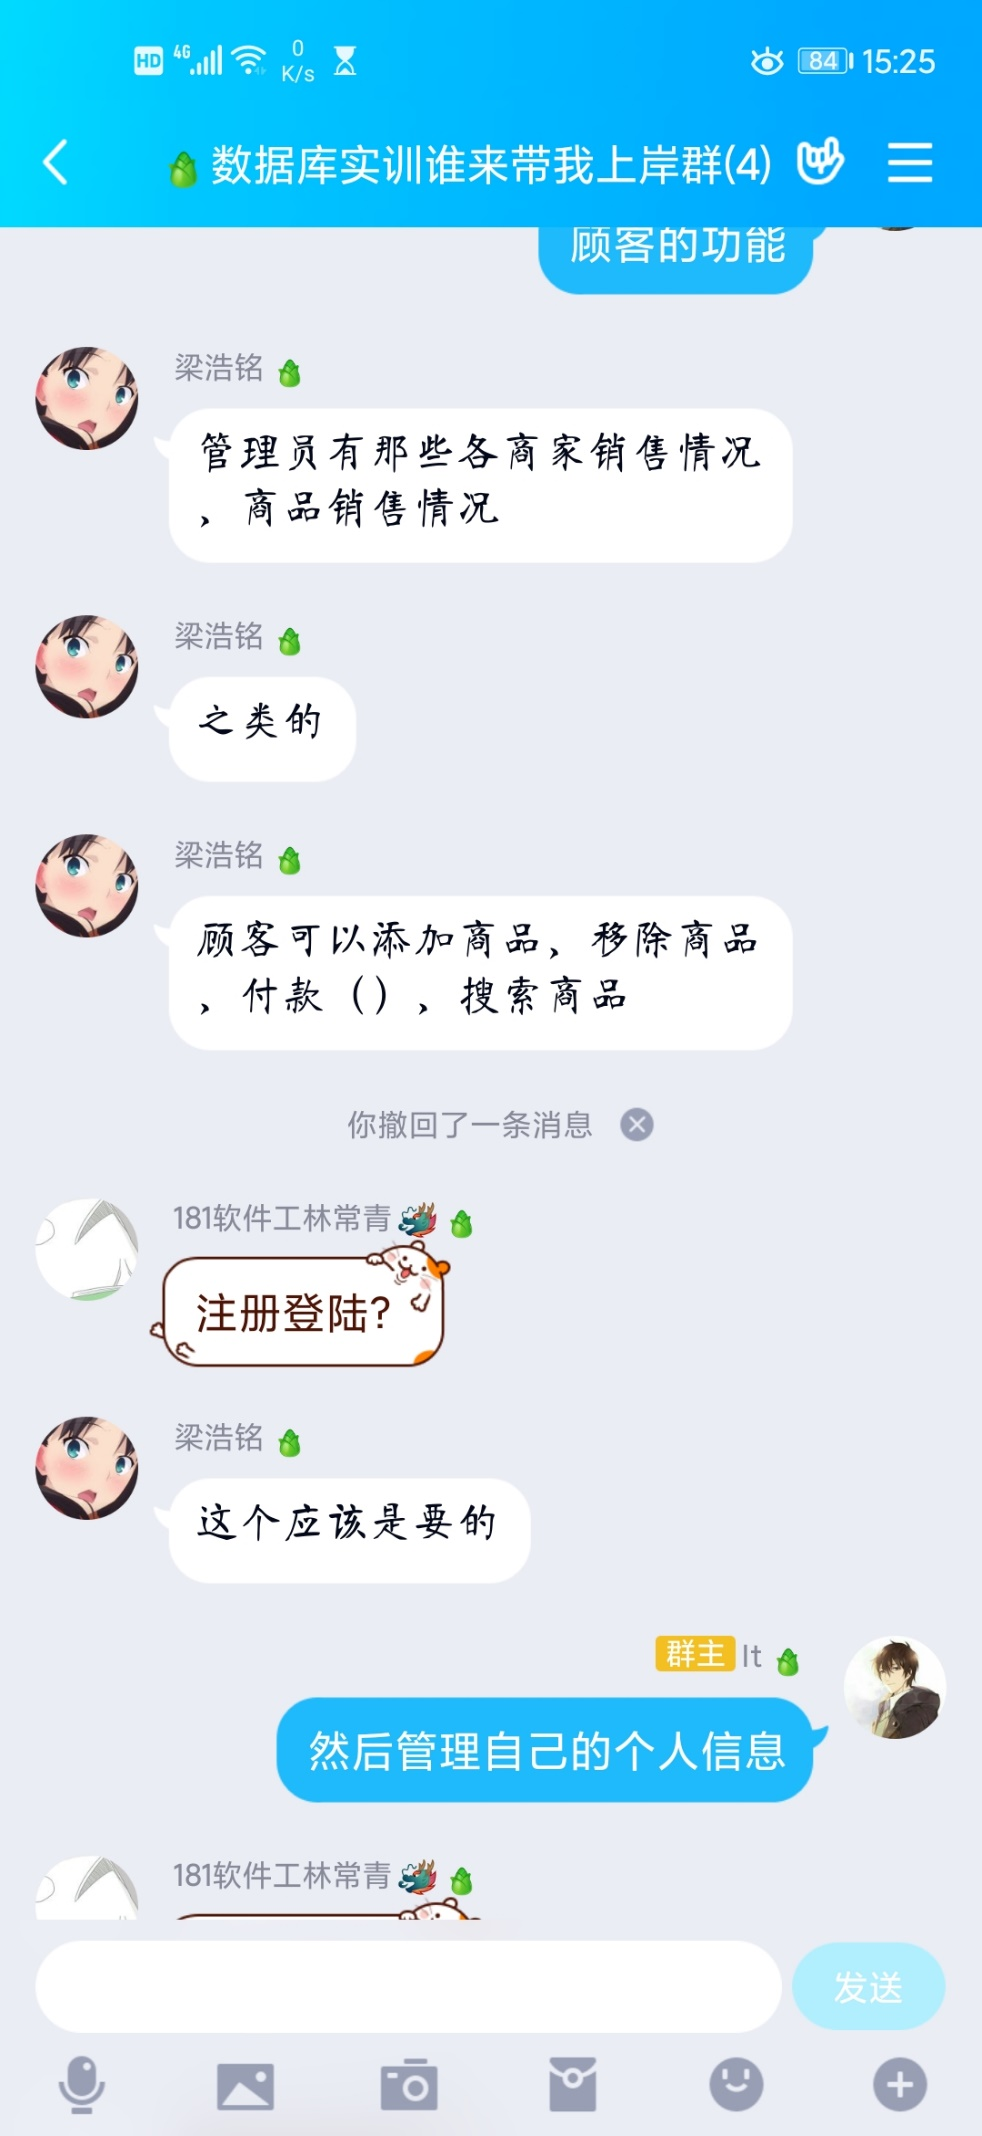 HD 4G 0 K/s 84 15:25
数据库实训谁来带我上岸群(4)
顾客的功能
梁浩铭
管理员有那些各商家销售情况
，商品销售情况
梁浩铭
之类的
梁浩铭
顾客可以添加商品，移除商品
，付款（），搜索商品
你撤回了一条消息
181软件工林常青
注册登陆?
梁浩铭
这个应该是要的
群主 lt
然后管理自己的个人信息
181软件工林常青
发送